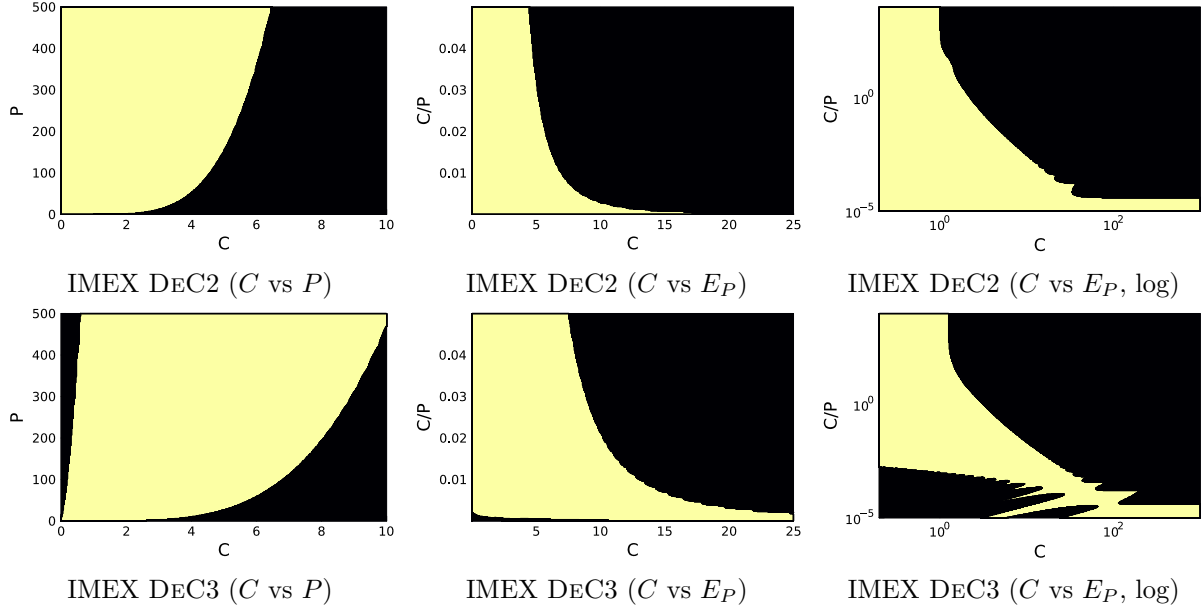 500
400
300
200
100
0
P
0 2 4 6 8 10
C
0.04
0.03
0.02
0.01
C/P
0 5 10 15 20 25
C
10^0
10^-5
C/P
10^0 10^2
C
IMEX DEC2 (C vs P) IMEX DEC2 (C vs E_P) IMEX DEC2 (C vs E_P, log)
500
400
300
200
100
0
P
0 2 4 6 8 10
C
0.04
0.03
0.02
0.01
C/P
0 5 10 15 20 25
C
10^0
10^-5
C/P
10^0 10^2
C
IMEX DEC3 (C vs P) IMEX DEC3 (C vs E_P) IMEX DEC3 (C vs E_P, log)